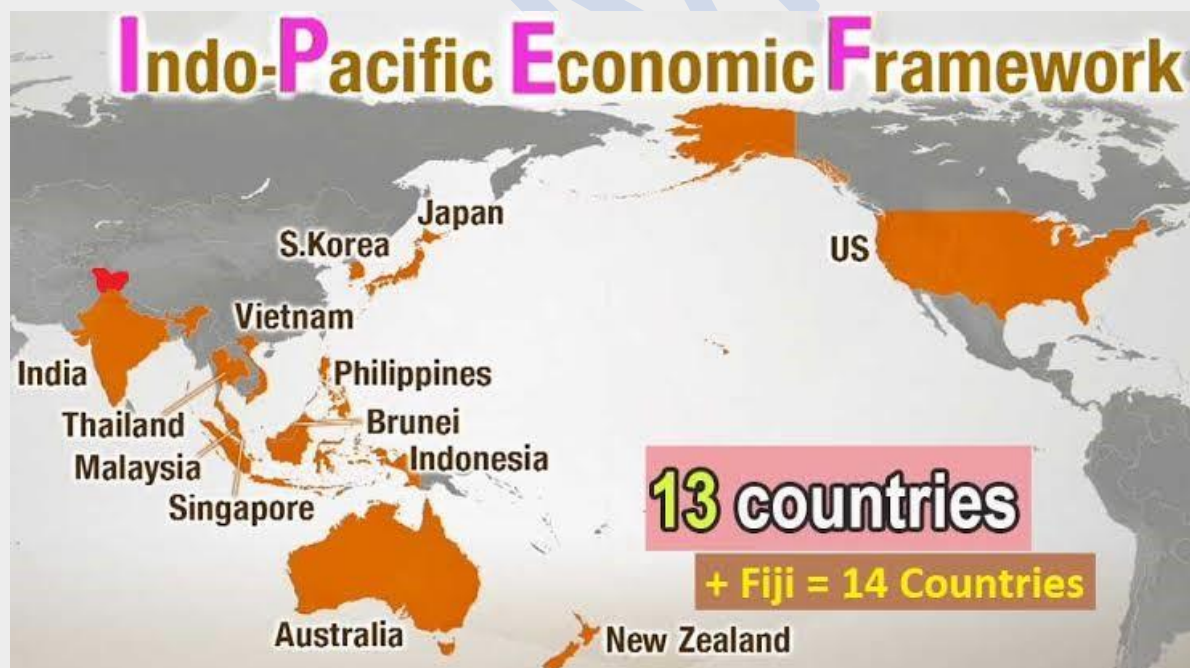 Indo-Pacific Economic Framework
Japan
S.Korea
US
Vietnam
India
Philippines
Thailand
Brunei
Malaysia
Indonesia
Singapore
13 countries
+ Fiji = 14 Countries
Australia
New Zealand